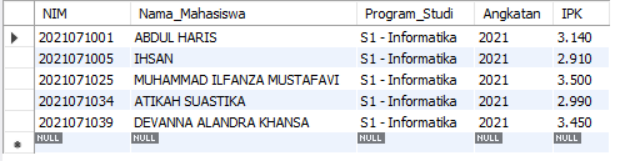 NIM Nama_Mahasiswa Program_Studi Angkatan IPK
2021071001 ABDUL HARIS S1 - Informatika 2021 3.140
2021071005 IHSAN S1 - Informatika 2021 2.910
2021071025 MUHAMMAD ILFANZA MUSTAFAVI S1 - Informatika 2021 3.500
2021071034 ATIKAH SUASTIKA S1 - Informatika 2021 2.990
2021071039 DEVANNA ALANDRA KHANSA S1 - Informatika 2021 3.450
NULL NULL NULL NULL NULL